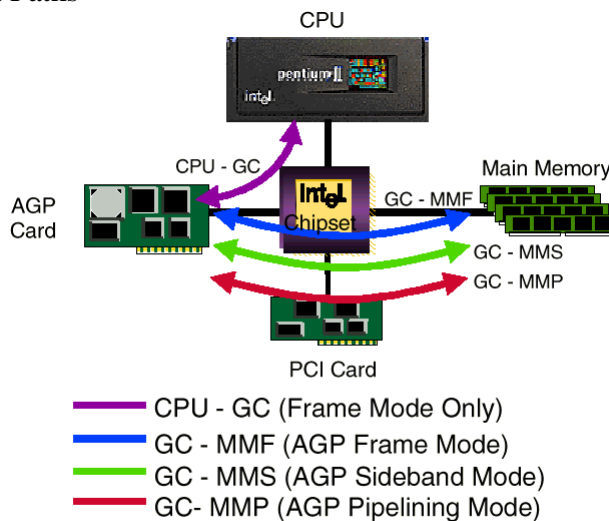 CPU
pentium II
intel
CPU - GC
Intel
Chipset
GC - MMF
Main Memory
AGP
Card
GC - MMS
GC - MMP
PCI Card
CPU - GC (Frame Mode Only)
GC - MMF (AGP Frame Mode)
GC - MMS (AGP Sideband Mode)
GC- MMP (AGP Pipelining Mode)